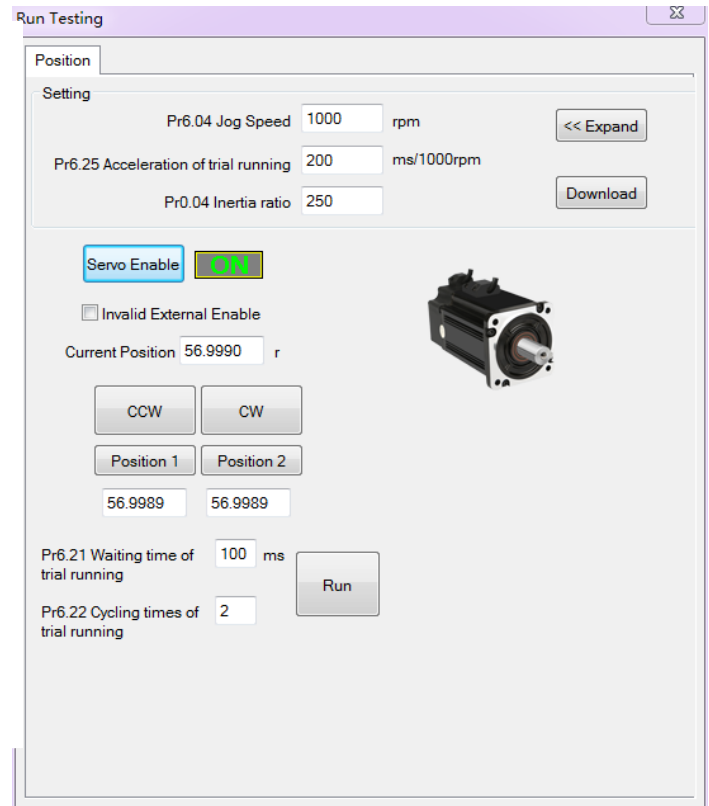 Run Testing
Position
Setting
Pr6.04 Jog Speed 1000 rpm
<< Expand
Pr6.25 Acceleration of trial running 200 ms/1000rpm
Pr0.04 Inertia ratio 250
Download
Servo Enable ON
Invalid External Enable
Current Position 56.9990 r
CCW CW
Position 1 Position 2
56.9989 56.9989
Pr6.21 Waiting time of 100 ms
trial running
Run
Pr6.22 Cycling times of 2
trial running